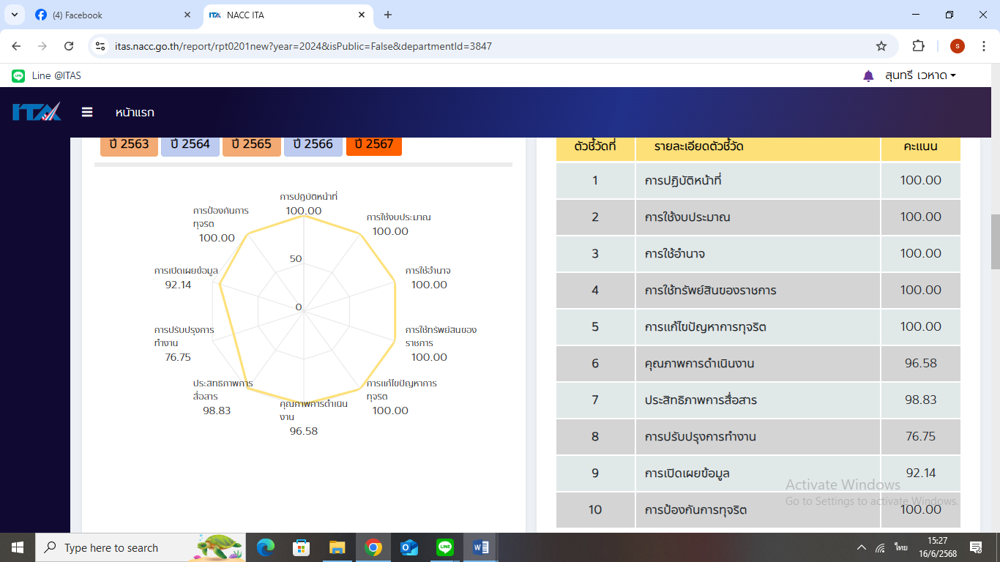 (4) Facebook
NACC ITA
itas.nacc.go.th/report/rpt0201new?year=2024&isPublic=False&departmentId=3847
s
Line @ITAS
สุนทรี เวหาด
ITA
หน้าแรก
ปี 2563 ปี 2564 ปี 2565 ปี 2566 ปี 2567
การปฏิบัติหน้าที่
100.00
การใช้งบประมาณ
100.00
การใช้อำนาจ
100.00
การใช้ทรัพย์สินของ
ราชการ
100.00
การแก้ไขปัญหาการ
ทุจริต
100.00
คุณภาพการดำเนิน
งาน
96.58
ประสิทธิภาพการ
สื่อสาร
98.83
การปรับปรุงการ
ทำงาน
76.75
การเปิดเผยข้อมูล
92.14
การป้องกันการ
ทุจริต
100.00
50
0
ตัวชี้วัดที่ รายละเอียดตัวชี้วัด คะแนน
1 การปฏิบัติหน้าที่ 100.00
2 การใช้งบประมาณ 100.00
3 การใช้อำนาจ 100.00
4 การใช้ทรัพย์สินของราชการ 100.00
5 การแก้ไขปัญหาการทุจริต 100.00
6 คุณภาพการดำเนินงาน 96.58
7 ประสิทธิภาพการสื่อสาร 98.83
8 การปรับปรุงการทำงาน 76.75
9 การเปิดเผยข้อมูล 92.14
10 การป้องกันการทุจริต 100.00
Activate Windows
Go to Settings to activate Windows.
Type here to search
ไทย
15:27
16/6/2568